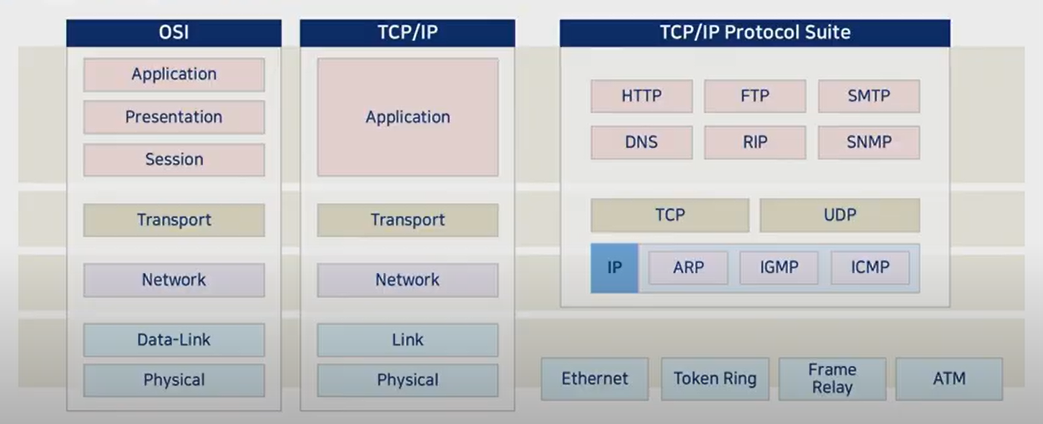 OSI
TCP/IP
TCP/IP Protocol Suite
Application
Presentation
Session
Transport
Network
Data-Link
Physical
Application
Transport
Network
Link
Physical
HTTP
FTP
SMTP
DNS
RIP
SNMP
TCP
UDP
IP
ARP
IGMP
ICMP
Ethernet
Token Ring
Frame
Relay
ATM